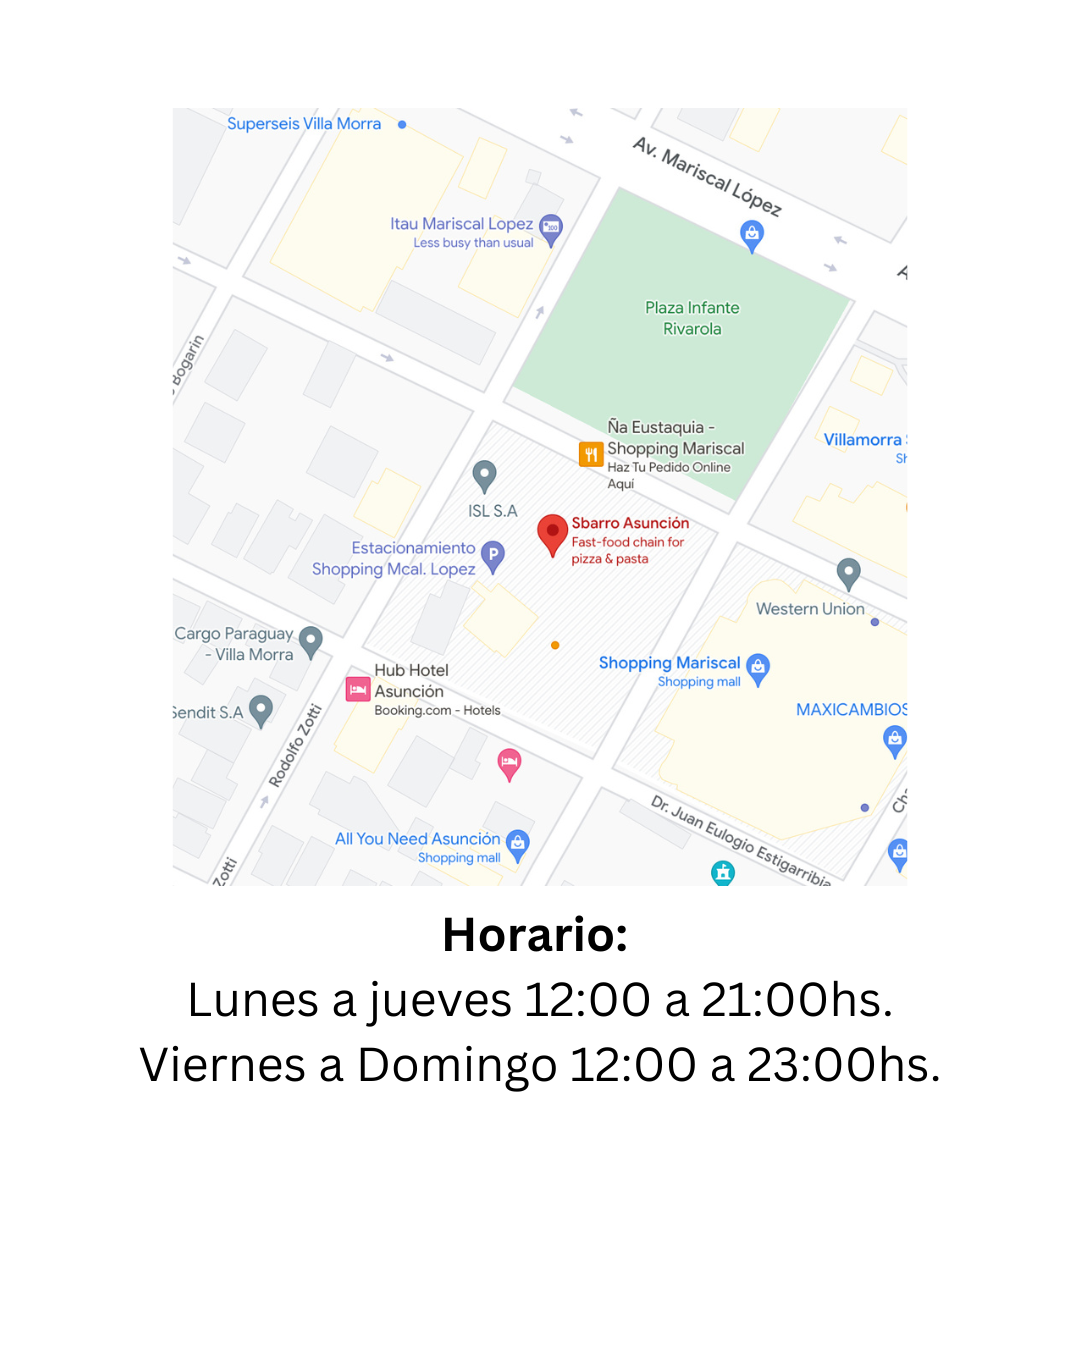 Superseis Villa Morra
Av. Mariscal López
Itau Mariscal Lopez
Less busy than usual
Plaza Infante
Rivarola
Bogarin
Ña Eustaquia -
Shopping Mariscal
Haz Tu Pedido Online
Aquí
Villamorra
ISL S.A
Sbarro Asunción
Fast-food chain for
pizza & pasta
Estacionamiento
Shopping Mcal. Lopez
P
Western Union
Cargo Paraguay
- Villa Morra
Shopping Mariscal
Shopping mall
Hub Hotel
Asunción
Booking.com - Hotels
Sendit S.A
MAXICAMBIOS
Rodolfo Zotti
Dr. Juan Eulogio Estigarribia
All You Need Asunción
Shopping mall
Zotti
Horario:
Lunes a jueves 12:00 a 21:00hs.
Viernes a Domingo 12:00 a 23:00hs.